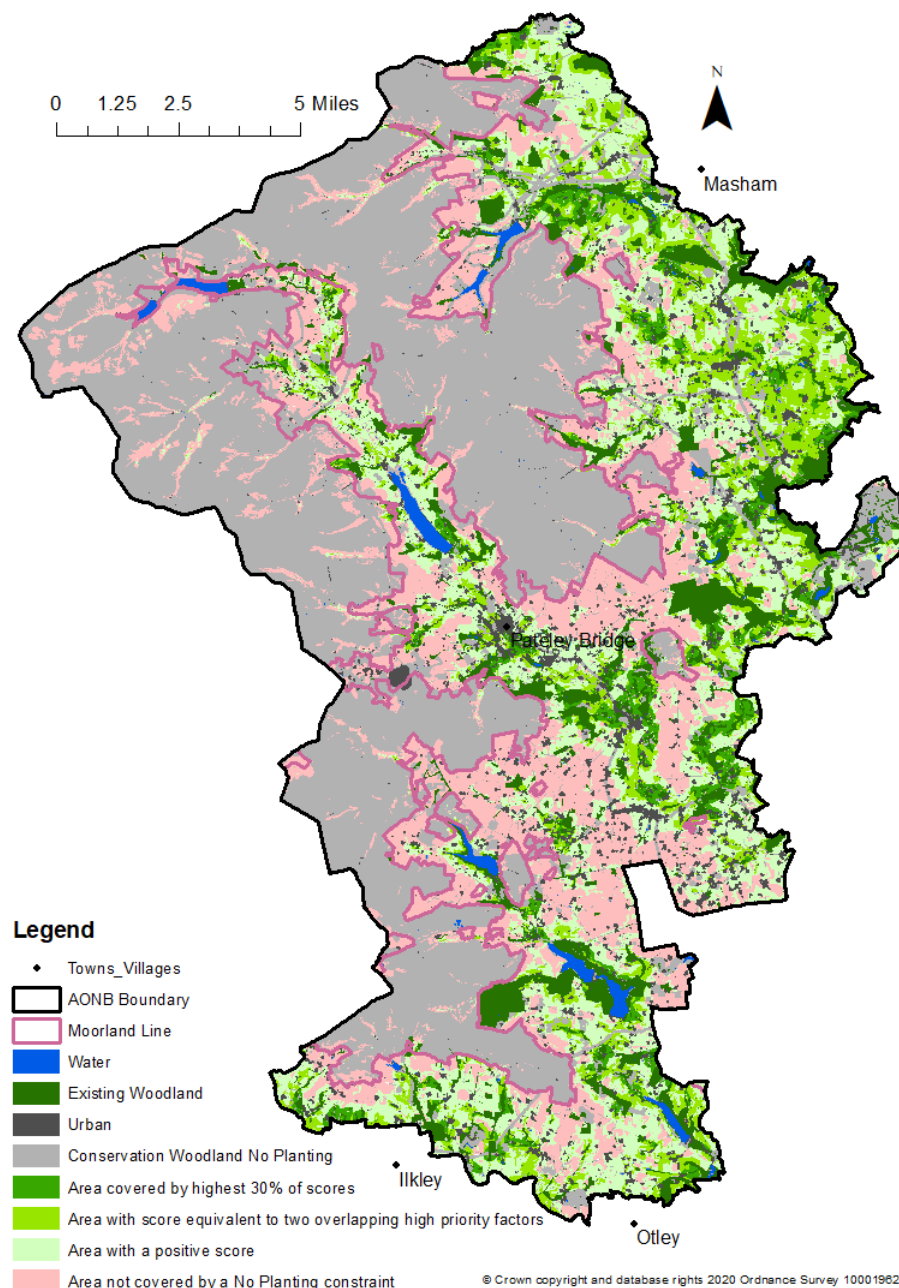 N
0 1.25 2.5 5 Miles
Masham
Pateley Bridge
Legend
Towns_Villages
AONB Boundary
Moorland Line
Water
Existing Woodland
Urban
Conservation Woodland No Planting
Area covered by highest 30% of scores
Area with score equivalent to two overlapping high priority factors
Area with a positive score
Area not covered by a No Planting constraint
Ilkley
Otley
© Crown copyright and database rights 2020 Ordnance Survey 10001962